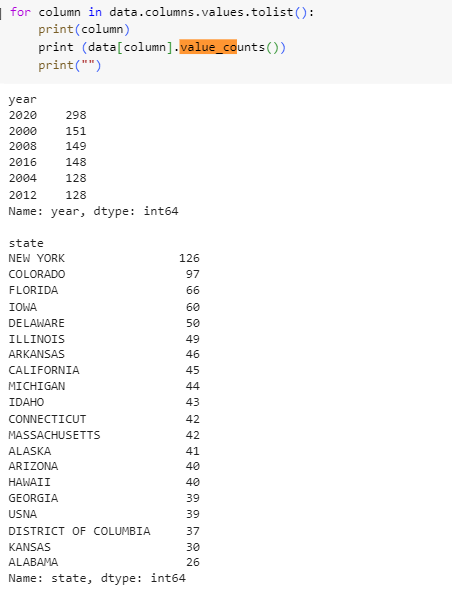 for column in data.columns.values.tolist():
    print(column)
    print (data[column].value_counts())
    print("")
year
2020    298
2000    151
2008    149
2016    148
2004    128
2012    128
Name: year, dtype: int64
state
NEW YORK                126
COLORADO                 97
FLORIDA                  66
IOWA                     60
DELAWARE                 50
ILLINOIS                 49
ARKANSAS                 46
CALIFORNIA               45
MICHIGAN                 44
IDAHO                    43
CONNECTICUT              42
MASSACHUSETTS            42
ALASKA                   41
ARIZONA                  40
HAWAII                   40
GEORGIA                  39
USNA                     39
DISTRICT OF COLUMBIA     37
KANSAS                   30
ALABAMA                  26
Name: state, dtype: int64